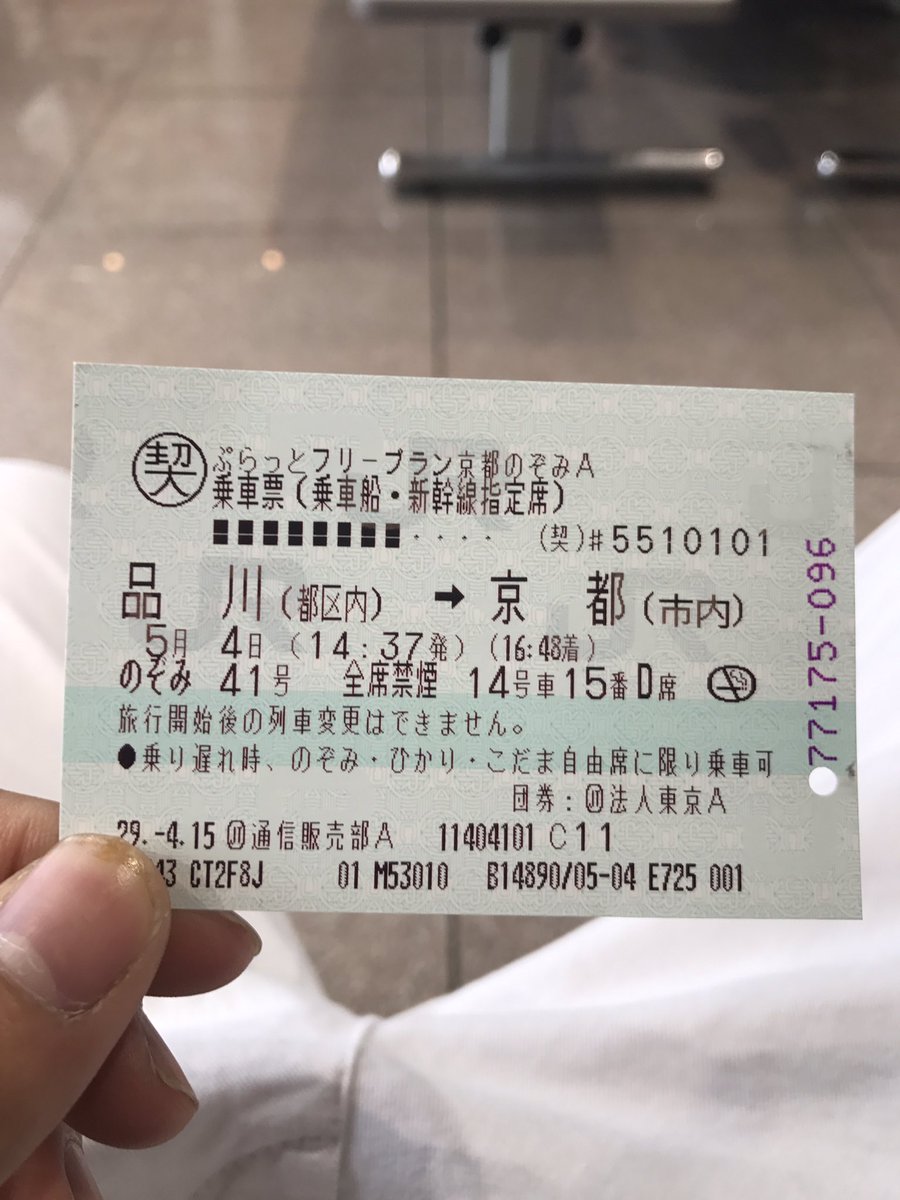 契 ぷらっとフリープラン京都のぞみA
乗車票(乗車船・新幹線指定席)
■■■■■■■■・・・・ (契)#5510101
品川(都区内) ➡ 京都(市内)
5月 4日 (14:37発) (16:48着)
のぞみ 41号 全席禁煙 14号車15番D席
旅行開始後の列車変更はできません。
●乗り遅れ時、のぞみ・ひかり・こだま自由席に限り乗車可
団券:㋣法人東京A
29.-4.15 通信販売部A 11404101 C11
43 CT2F8J 01 M53010 B14890/05-04 E725 001
77175-096